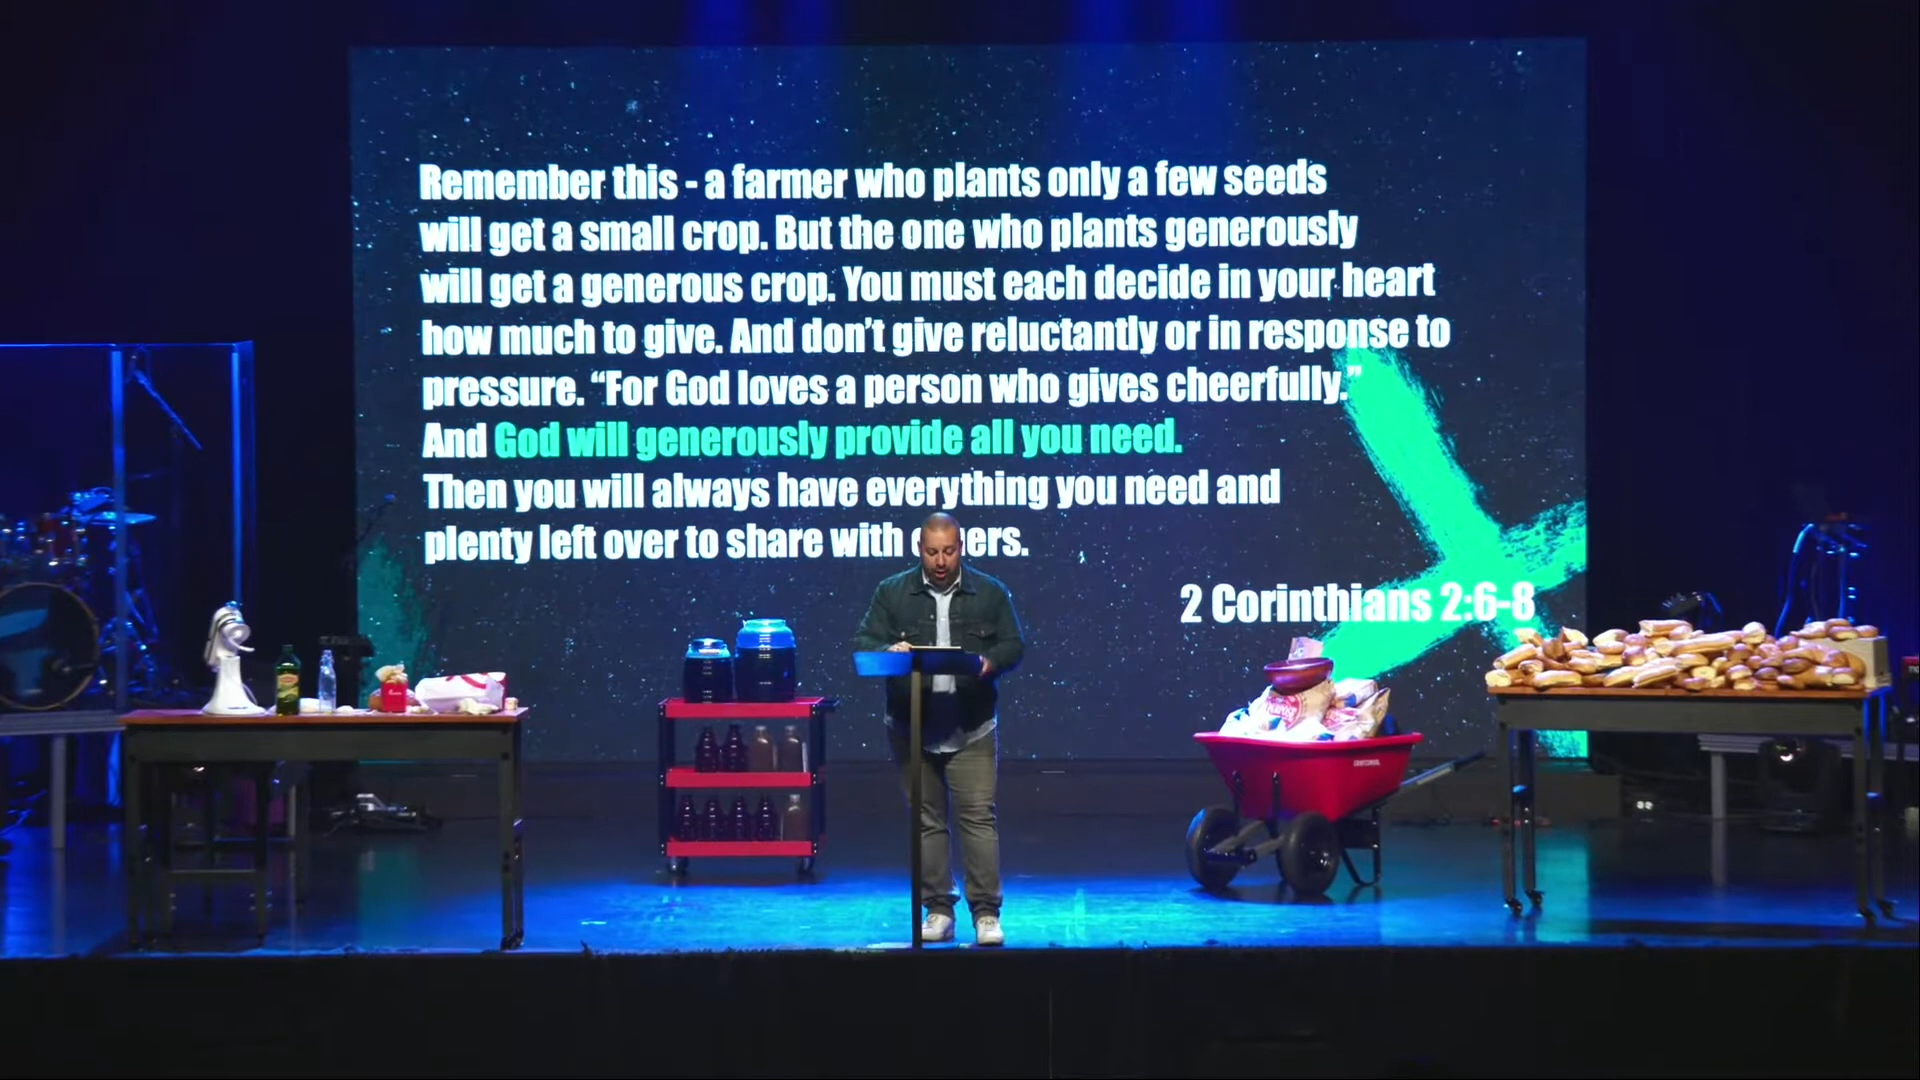 Remember this - a farmer who plants only a few seeds
will get a small crop. But the one who plants generously
will get a generous crop. You must each decide in your heart
how much to give. And don’t give reluctantly or in response to
pressure. “For God loves a person who gives cheerfully.”
And God will generously provide all you need.
Then you will always have everything you need and
plenty left over to share with
2 Corinthians 2:6-8